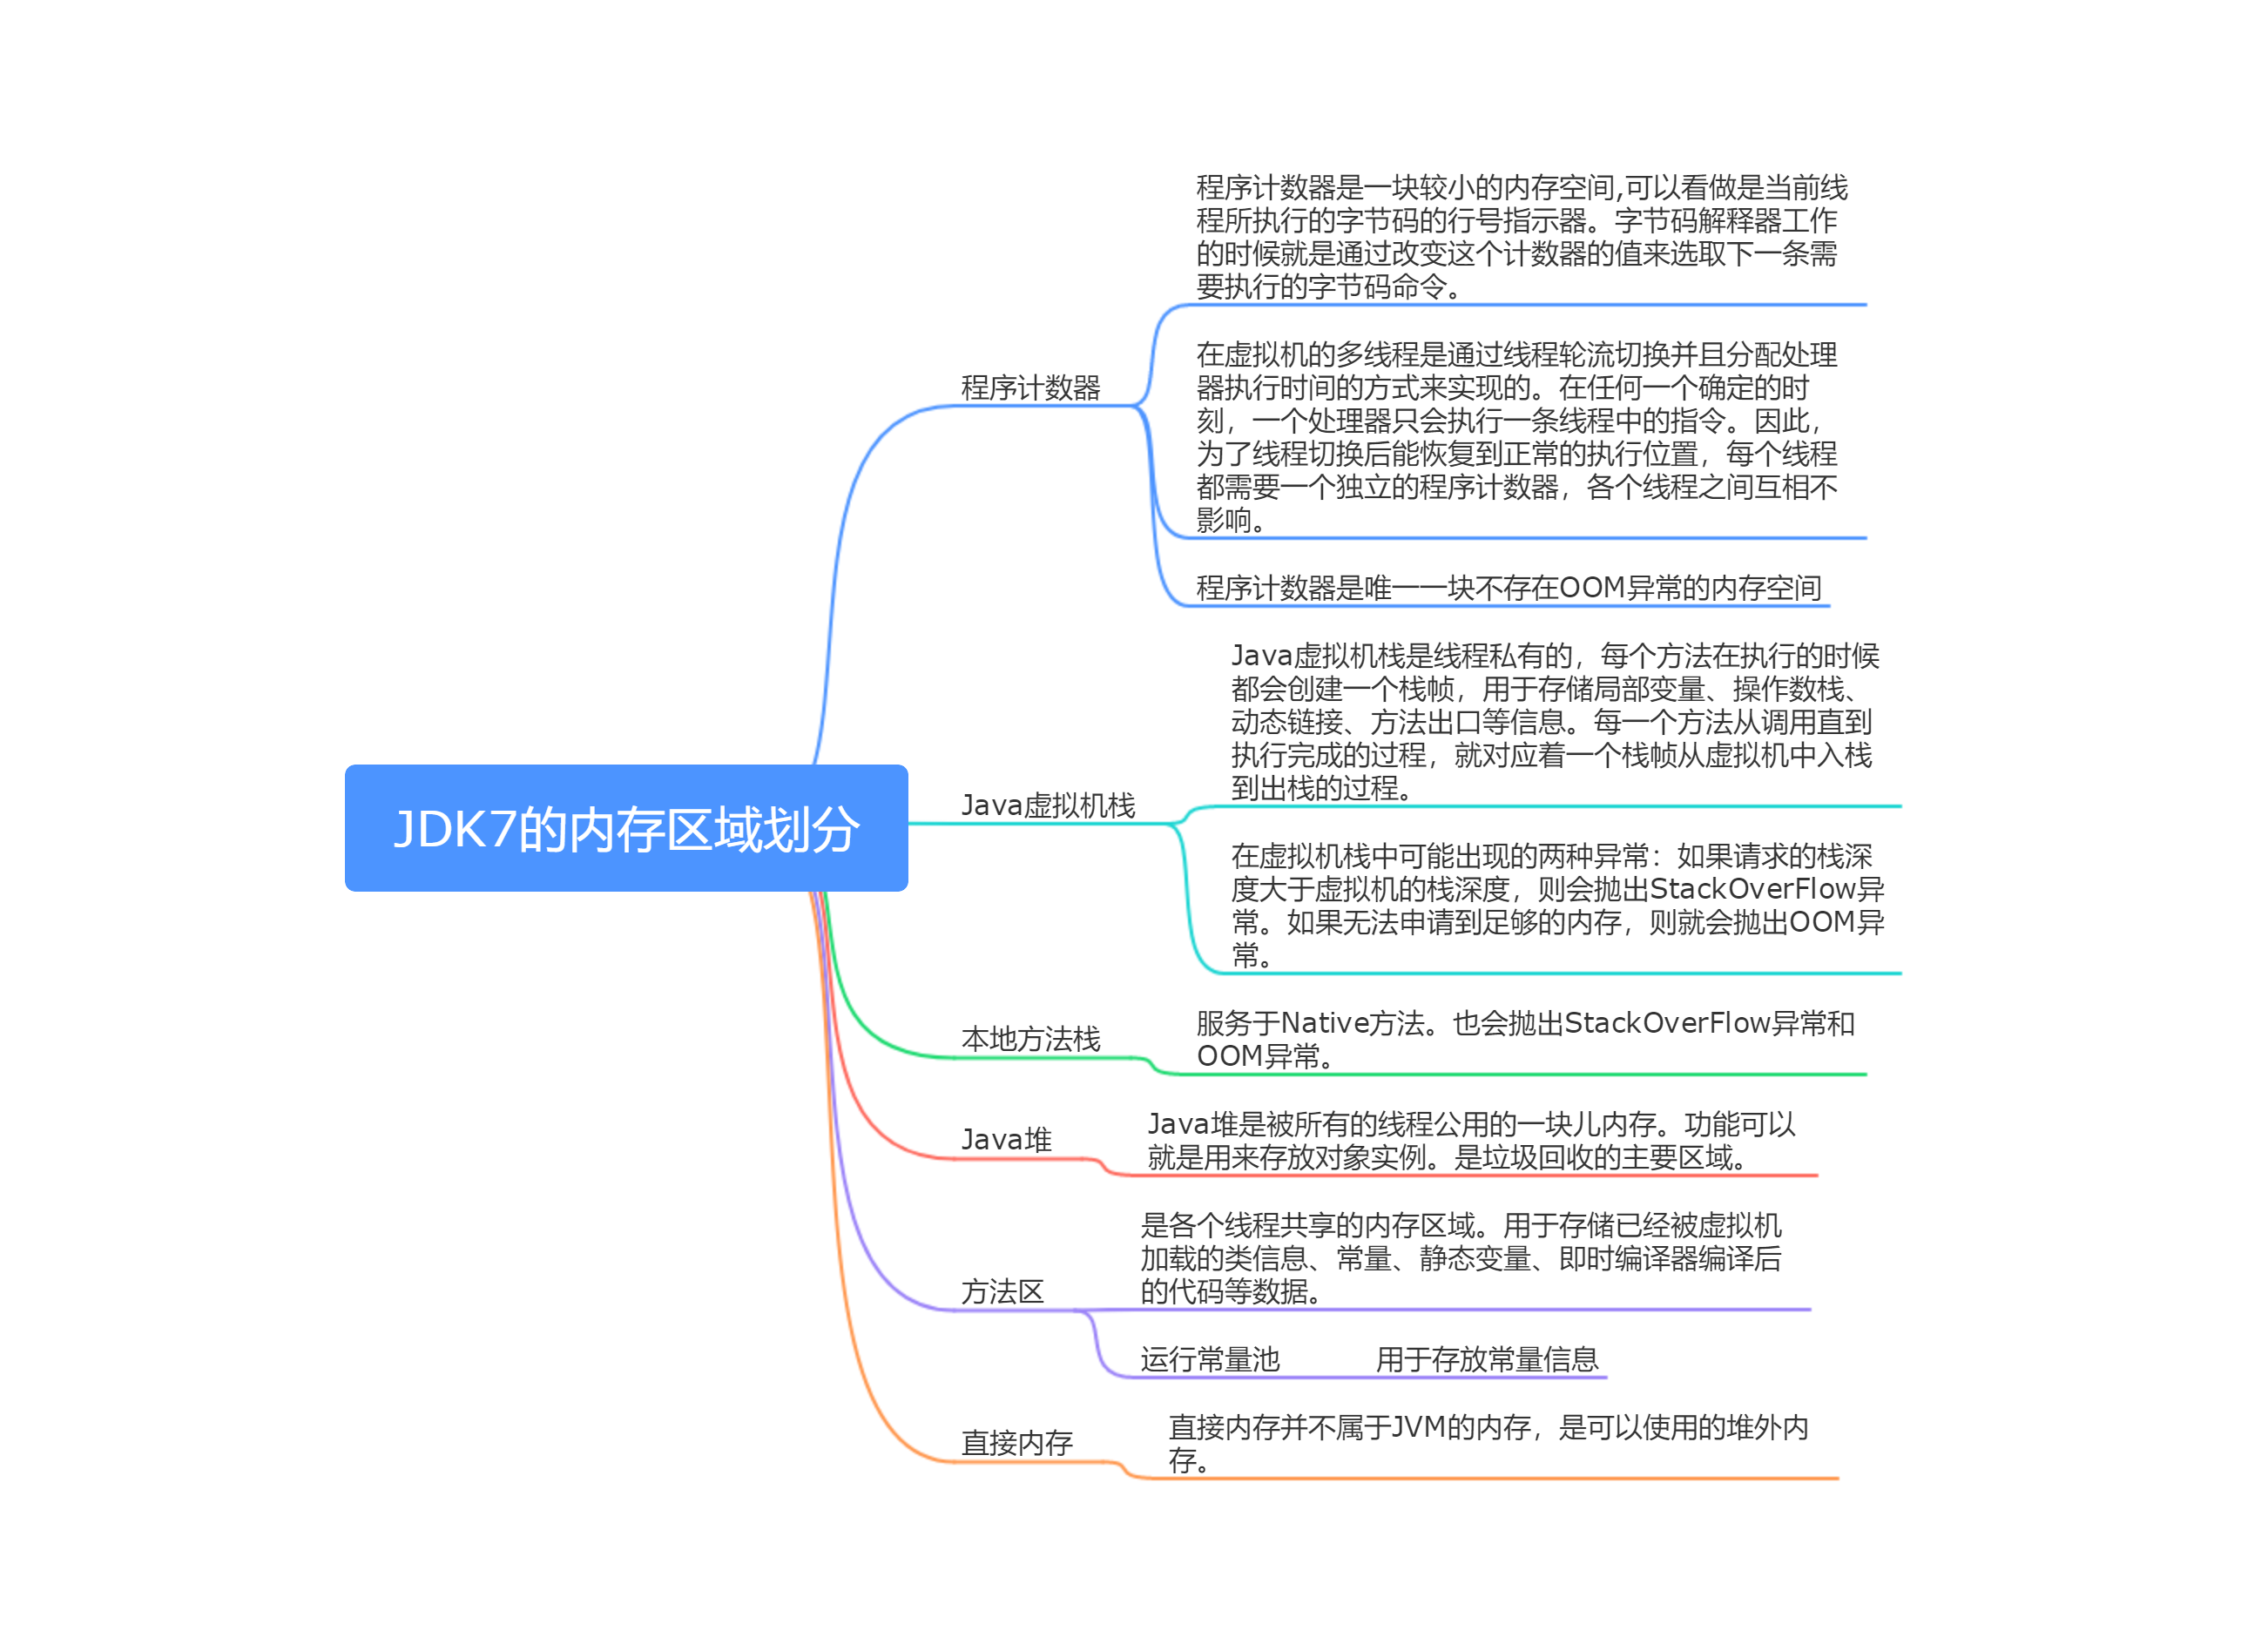 JDK7的内存区域划分
程序计数器
程序计数器是一块较小的内存空间,可以看做是当前线
程所执行的字节码的行号指示器。字节码解释器工作
的时候就是通过改变这个计数器的值来选取下一条需
要执行的字节码命令。
在虚拟机的多线程是通过线程轮流切换并且分配处理
器执行时间的方式来实现的。在任何一个确定的时
刻，一个处理器只会执行一条线程中的指令。因此，
为了线程切换后能恢复到正常的执行位置，每个线程
都需要一个独立的程序计数器，各个线程之间互相不
影响。
程序计数器是唯一一块不存在OOM异常的内存空间
Java虚拟机栈
Java虚拟机栈是线程私有的，每个方法在执行的时候
都会创建一个栈帧，用于存储局部变量、操作数栈、
动态链接、方法出口等信息。每一个方法从调用直到
执行完成的过程，就对应着一个栈帧从虚拟机中入栈
到出栈的过程。
在虚拟机栈中可能出现的两种异常：如果请求的栈深
度大于虚拟机的栈深度，则会抛出StackOverFlow异
常。如果无法申请到足够的内存，则就会抛出OOM异
常。
本地方法栈
服务于Native方法。也会抛出StackOverFlow异常和
OOM异常。
Java堆
Java堆是被所有的线程公用的一块儿内存。功能可以
就是用来存放对象实例。是垃圾回收的主要区域。
方法区
是各个线程共享的内存区域。用于存储已经被虚拟机
加载的类信息、常量、静态变量、即时编译器编译后
的代码等数据。
运行常量池 用于存放常量信息
直接内存
直接内存并不属于JVM的内存，是可以使用的堆外内
存。